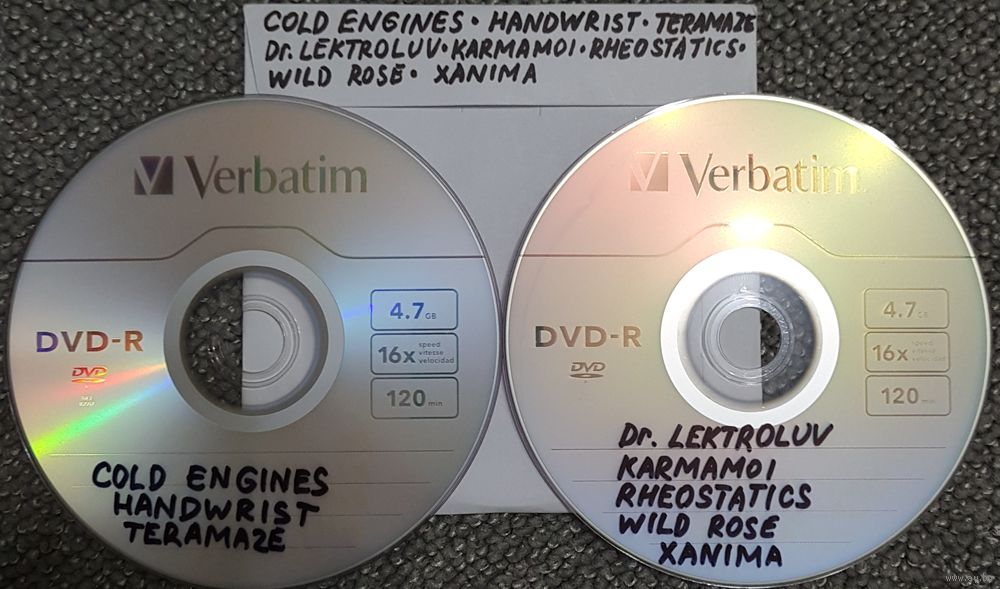 COLD ENGINES · HANDWRIST · TERAMAZE
Dr. LEKTROLUV · KARMAMOI · RHEOSTATICS ·
WILD ROSE · XANIMA
Verbatim
4.7 GB
DVD-R
16x speed vitesse velocidad
DVD
120 min
COLD ENGINES
HANDWRIST
TERAMAZE
Verbatim
4.7 GB
DVD-R
16x speed vitesse velocidad
DVD
120 min
Dr. LEKTROLUV
KARMAMOI
RHEOSTATICS
WILD ROSE
XANIMA